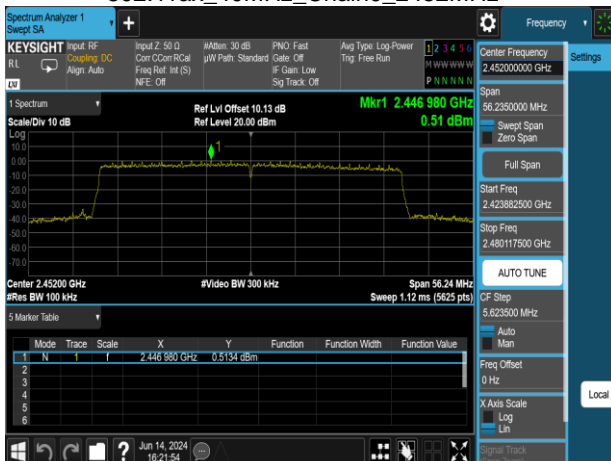 Spectrum Analyzer 1
Swept SA
+
Frequency
KEYSIGHT
RL
LXI
Input: RF
Coupling: DC
Align: Auto
Input Z: 50 Ω
Corr CCorr RCal
Freq Ref: Int (S)
NFE: Off
#Atten: 30 dB
µW Path: Standard
PNO: Fast
Gate: Off
IF Gain: Low
Sig Track: Off
Avg Type: Log-Power
Trig: Free Run
1 2 3 4 5 6
M W W W W W
P N N N N N
Center Frequency
2.452000000 GHz
Settings
Span
56.2350000 MHz
Swept Span
Zero Span
Full Span
Start Freq
2.423882500 GHz
Stop Freq
2.480117500 GHz
AUTO TUNE
CF Step
5.623500 MHz
Auto
Man
Freq Offset
0 Hz
X Axis Scale
Log
Lin
Signal Track
Local
1 Spectrum
Scale/Div 10 dB
Ref Lvl Offset 10.13 dB
Ref Level 20.00 dBm
Mkr1 2.446 980 GHz
0.51 dBm
Log
10.0
0.00
-10.0
-20.0
-30.0
-40.0
-50.0
-60.0
-70.0
1
Center 2.45200 GHz
#Res BW 100 kHz
#Video BW 300 kHz
Span 56.24 MHz
Sweep 1.12 ms (5625 pts)
5 Marker Table
Mode Trace Scale X Y Function Function Width Function Value
1 N 1 f 2.446 980 GHz 0.5134 dBm
2
3
4
5
6
?
Jun 14, 2024
16:21:54